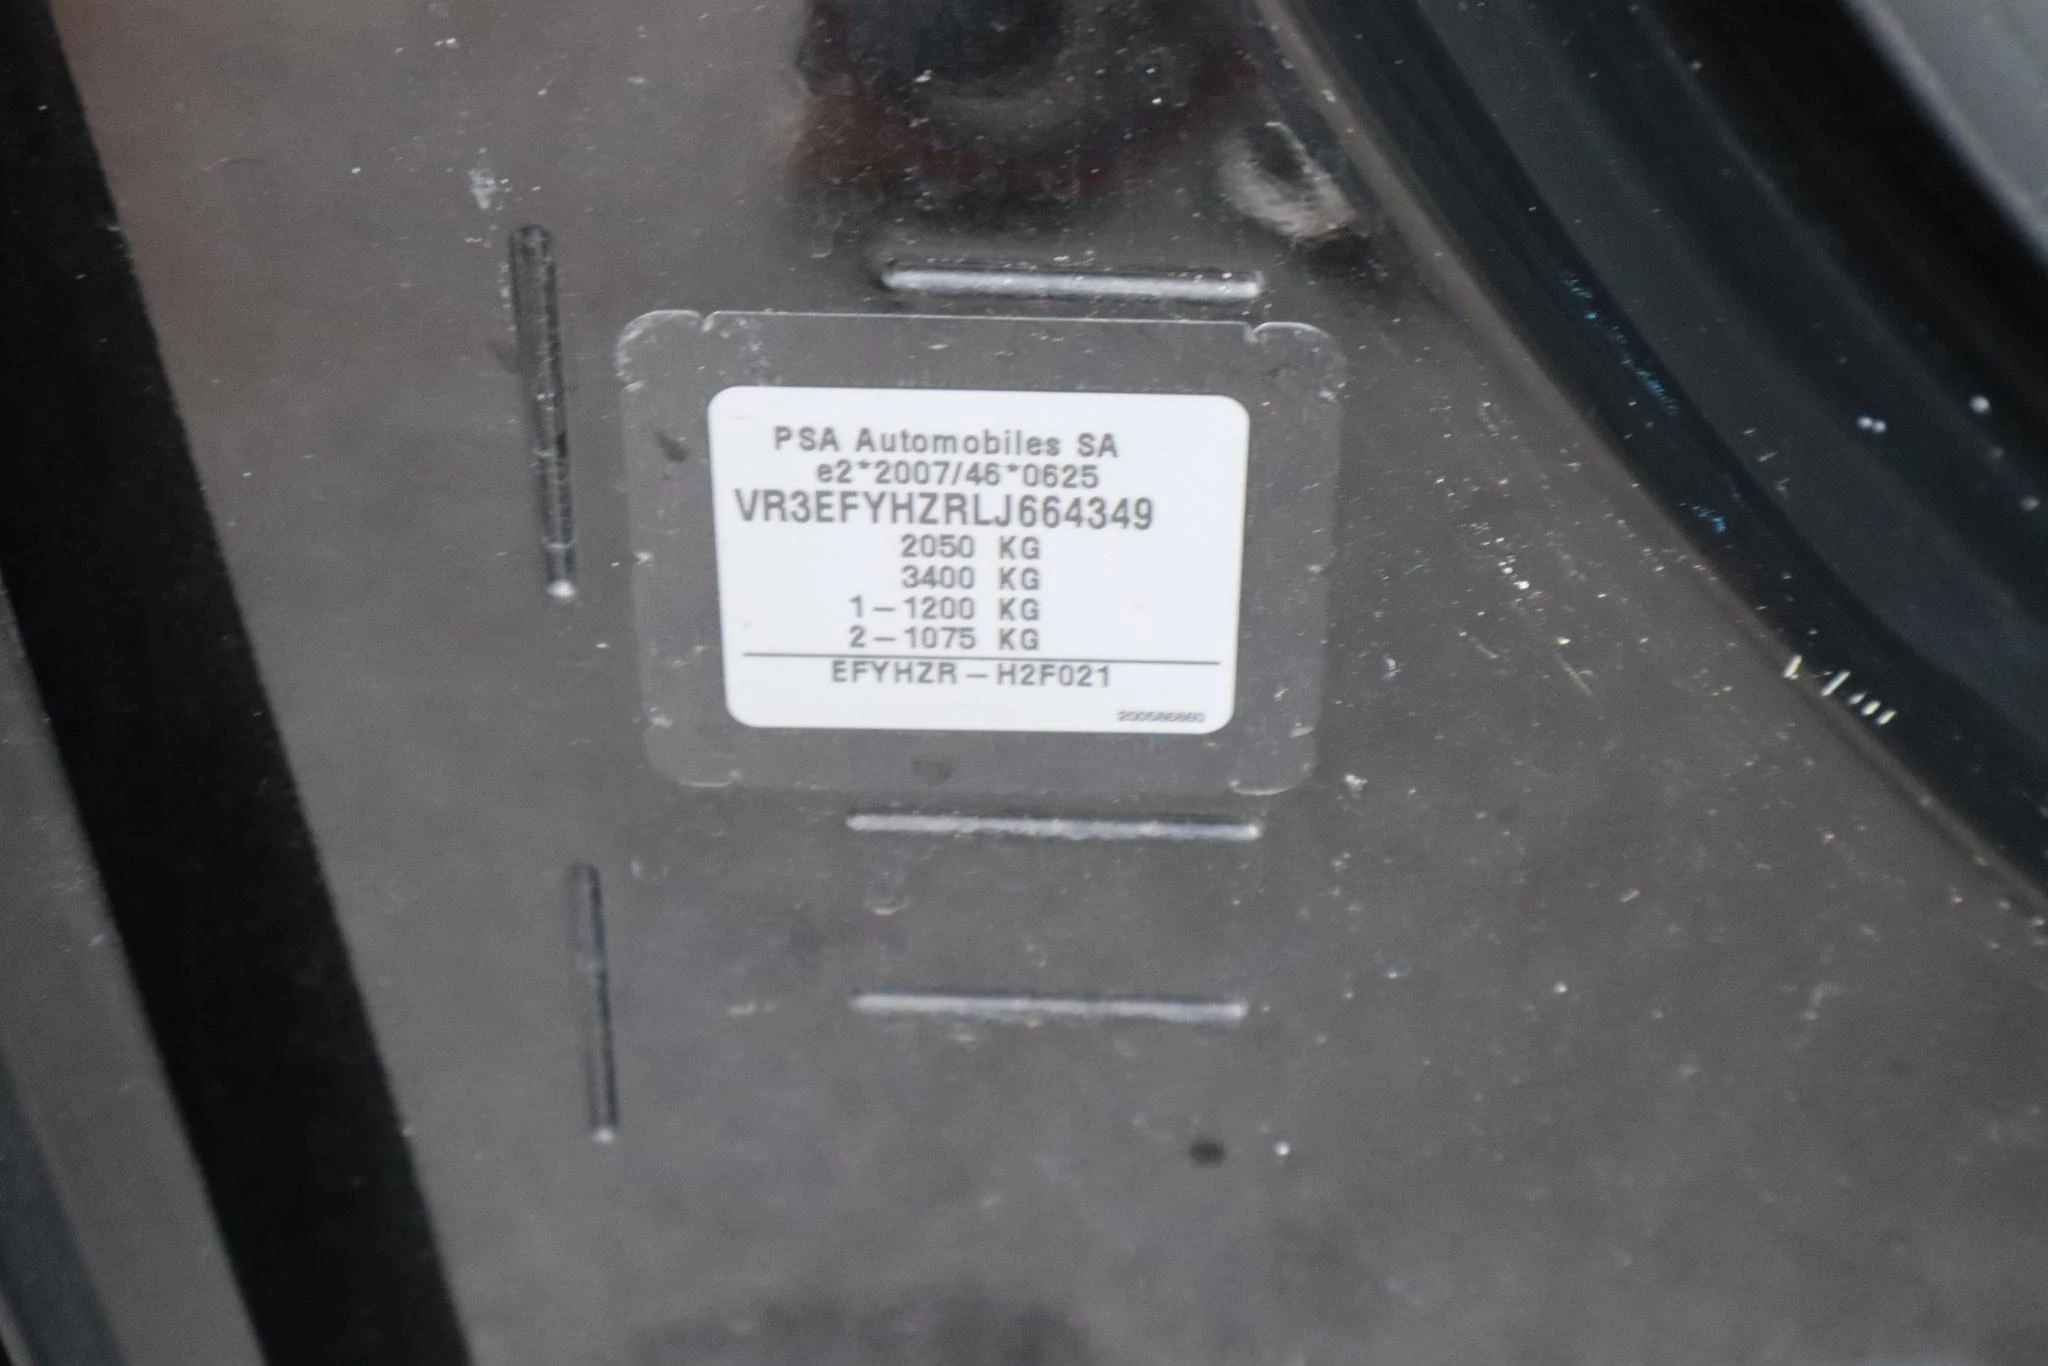 PSA Automobiles SA
e2*2007/46*0625
VR3EFYHZRLJ664349
2050 KG
3400 KG
1-1200 KG
2-1075 KG
EFYHZR-H2F021
200586860